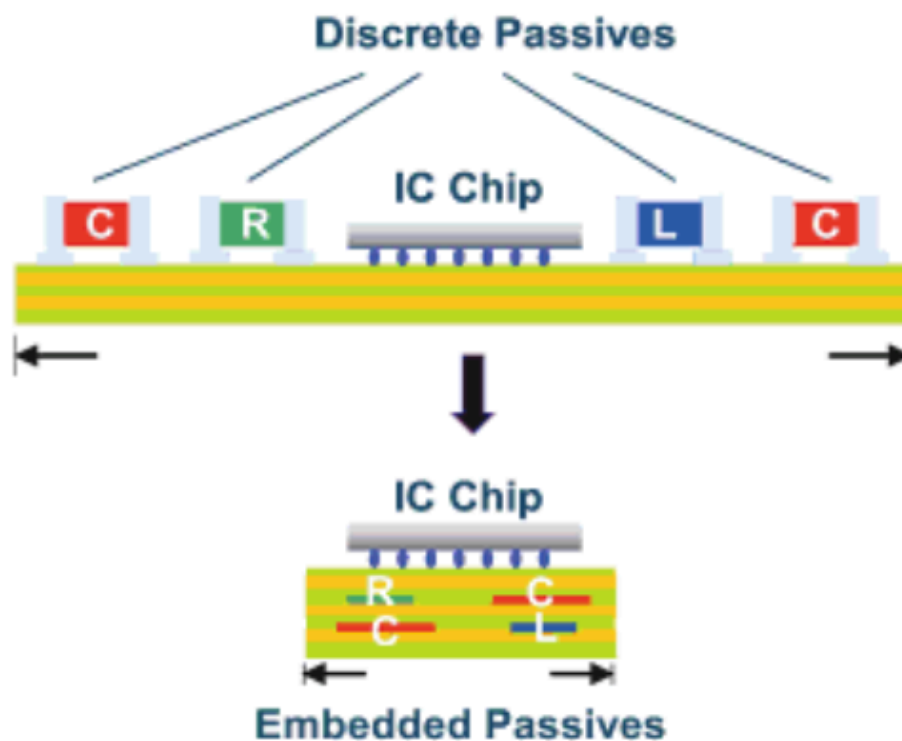 Discrete Passives
IC Chip
C R L C
IC Chip
R C
C L
Embedded Passives